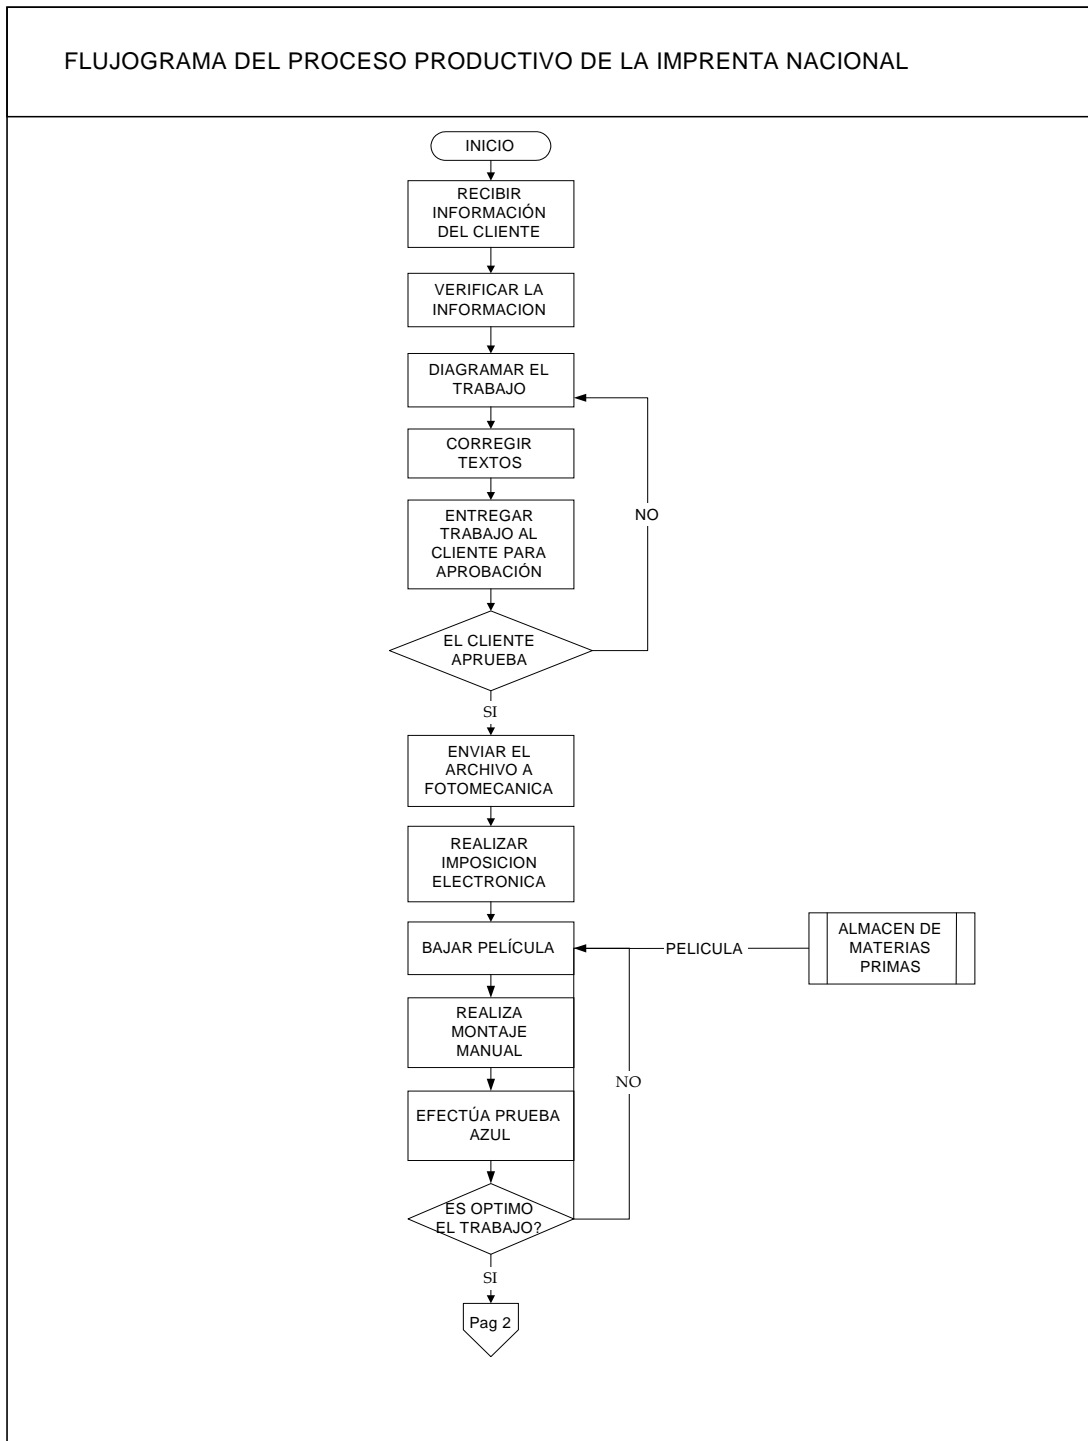 FLUJOGRAMA DEL PROCESO PRODUCTIVO DE LA IMPRENTA NACIONAL
INICIO
RECIBIR
INFORMACIÓN
DEL CLIENTE
VERIFICAR LA
INFORMACION
DIAGRAMAR EL
TRABAJO
CORREGIR
TEXTOS
ENTREGAR
TRABAJO AL
CLIENTE PARA
APROBACIÓN
NO
EL CLIENTE
APRUEBA
SI
ENVIAR EL
ARCHIVO A
FOTOMECANICA
REALIZAR
IMPOSICION
ELECTRONICA
BAJAR PELÍCULA
PELICULA
ALMACEN DE
MATERIAS
PRIMAS
REALIZA
MONTAJE
MANUAL
NO
EFECTÚA PRUEBA
AZUL
ES OPTIMO
EL TRABAJO?
SI
Pag 2